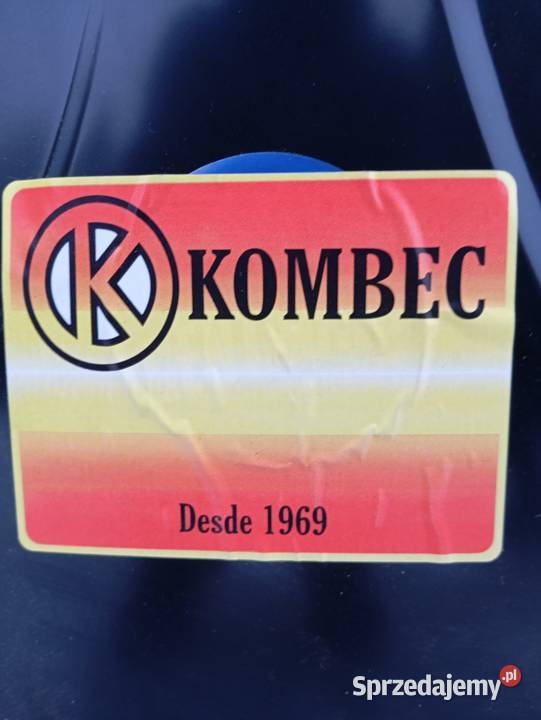 K KOMBEC
Desde 1969
Sprzedajemy.pl